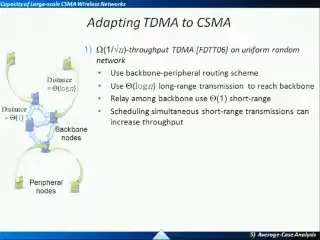 Capacity of Large-scale CSMA Wireless Networks
Adapting TDMA to CSMA
1) Ω(1/√n)-throughput TDMA [FDTT06] on uniform random
network
• Use backbone-peripheral routing scheme
• Use Θ(log n) long-range transmission to reach backbone
• Relay among backbone use Θ(1) short-range
• Scheduling simultaneous short-range transmissions can
increase throughput
Distance
= Θ(log n)
Distance
= Θ(1)
Backbone
nodes
Peripheral
nodes
5) Average-Case Analysis